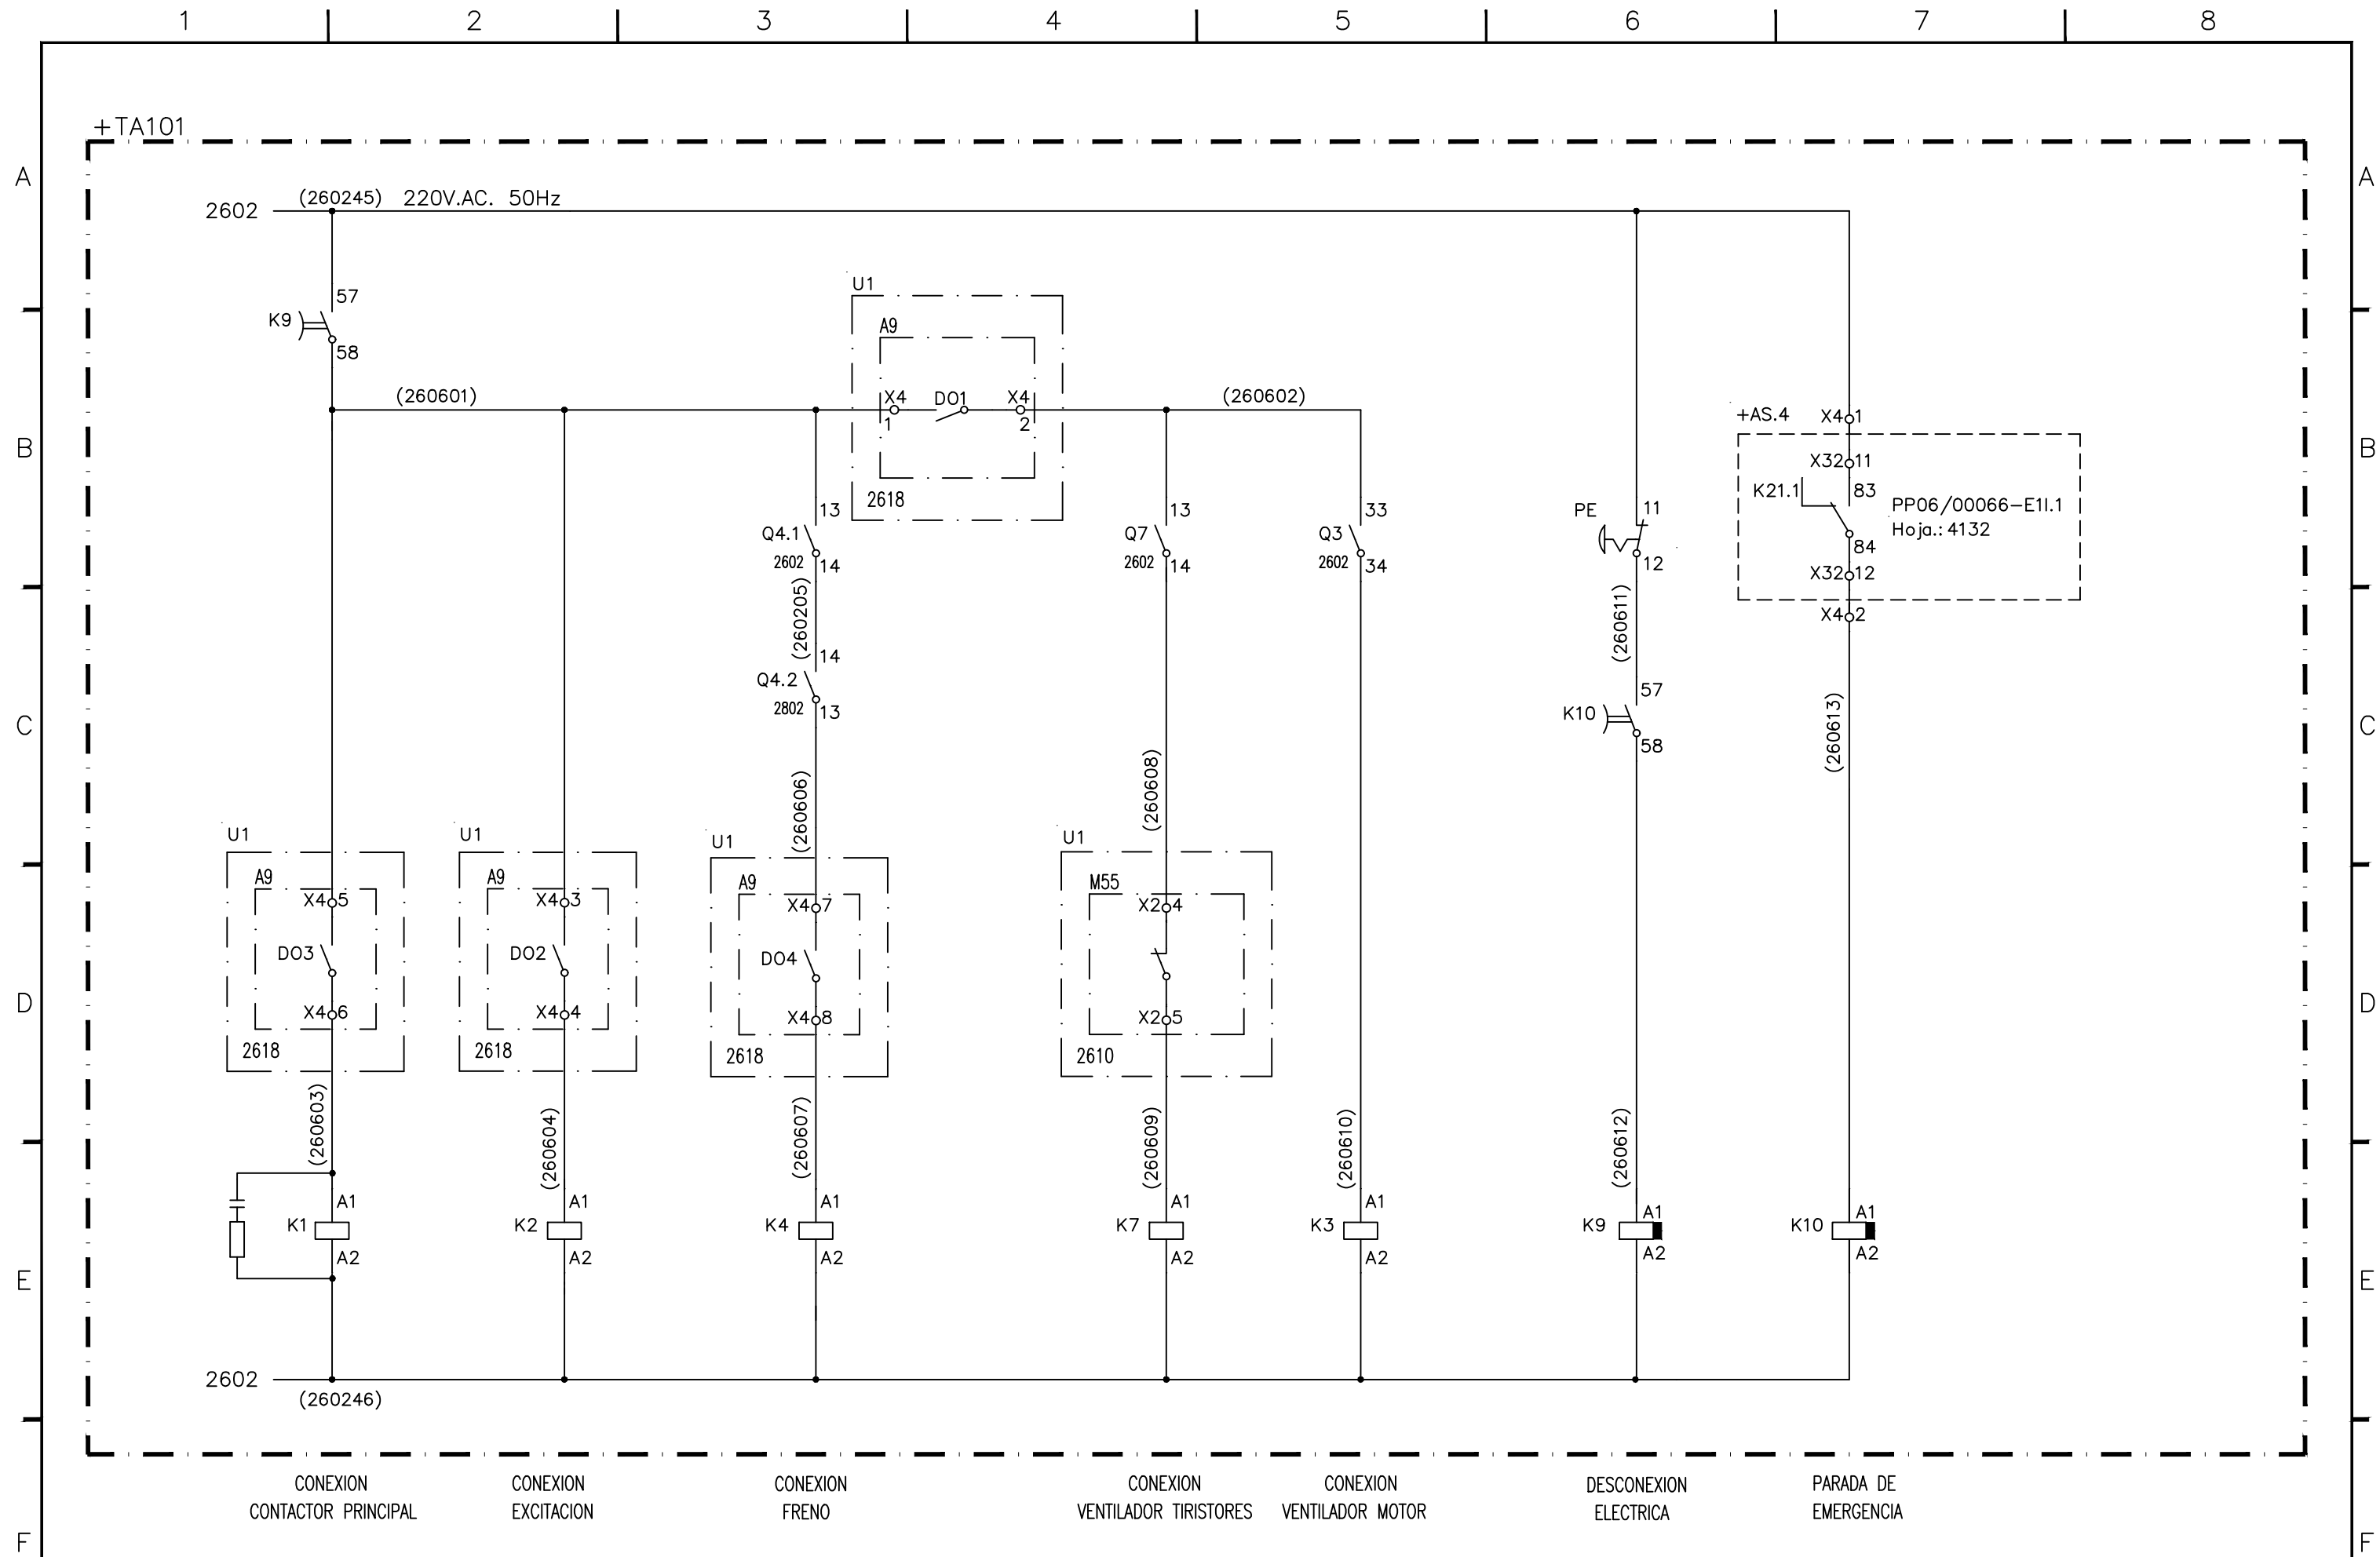 1 2 3 4 5 6 7 8
+TA101
A A
2602 (260245) 220V.AC. 50Hz
U1
57
K9
58
A9
(260601)
X4 DO1 X4
1 2
(260602)
+AS.4 X4 1
B B
X32 11
K21.1 83
PP06/00066-E1I.1
Hoja.: 4132
84
X32 12
X4 2
2618
13
Q4.1
2602 14
13
Q7
2602 14
33
Q3
2602 34
PE 11
12
(260205)
(260611)
14
Q4.2
2802 13
57
K10
58
(260613)
C C
(260606)
(260608)
U1 U1 U1 U1
A9 A9 A9 M55
X4 5 X4 3 X4 7 X2 4
DO3 DO2 DO4
D D
X4 6 X4 4 X4 8 X2 5
2618 2618 2618 2610
(260603) (260604) (260607) (260609) (260610) (260612)
A1 A1 A1 A1 A1 A1 A1
K1 K2 K4 K7 K3 K9 K10
A2 A2 A2 A2 A2 A2 A2
E E
2602
(260246)
CONEXION
CONTACTOR PRINCIPAL
CONEXION
EXCITACION
CONEXION
FRENO
CONEXION
VENTILADOR TIRISTORES
CONEXION
VENTILADOR MOTOR
DESCONEXION
ELECTRICA
PARADA DE
EMERGENCIA
F F